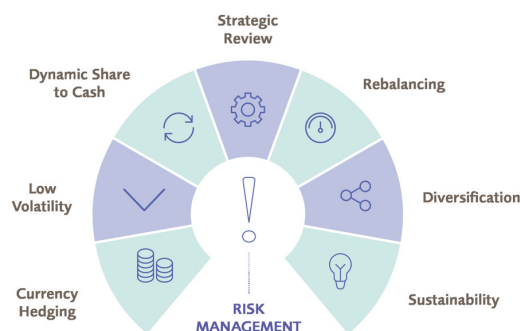 Strategic
Review
Dynamic Share
to Cash
Rebalancing
Low
Volatility
Diversification
Currency
Hedging
Sustainability
RISK
MANAGEMENT